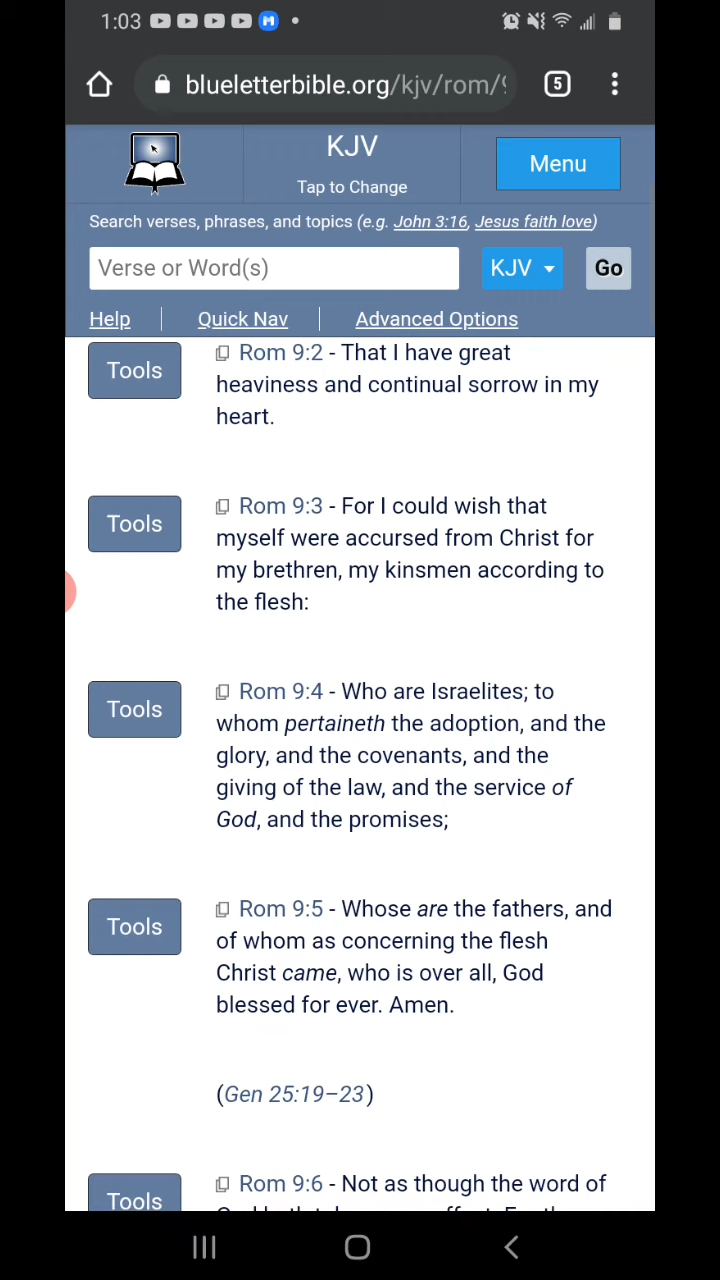 1:03
blueletterbible.org/kjv/rom/9
5
KJV
Menu
Tap to Change
Search verses, phrases, and topics (e.g. John 3:16, Jesus faith love)
Verse or Word(s)
KJV
Go
Help
Quick Nav
Advanced Options
Tools
Rom 9:2 - That I have great
heaviness and continual sorrow in my
heart.
Tools
Rom 9:3 - For I could wish that
myself were accursed from Christ for
my brethren, my kinsmen according to
the flesh:
Tools
Rom 9:4 - Who are Israelites; to
whom pertaineth the adoption, and the
glory, and the covenants, and the
giving of the law, and the service of
God, and the promises;
Tools
Rom 9:5 - Whose are the fathers, and
of whom as concerning the flesh
Christ came, who is over all, God
blessed for ever. Amen.
(Gen 25:19–23)
Tools
Rom 9:6 - Not as though the word of